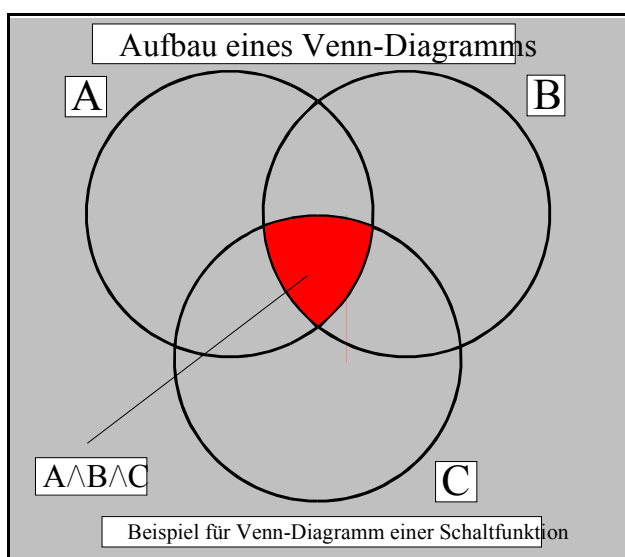 Aufbau eines Venn-Diagramms
A
B
A/\B/\C
C
Beispiel für Venn-Diagramm einer Schaltfunktion